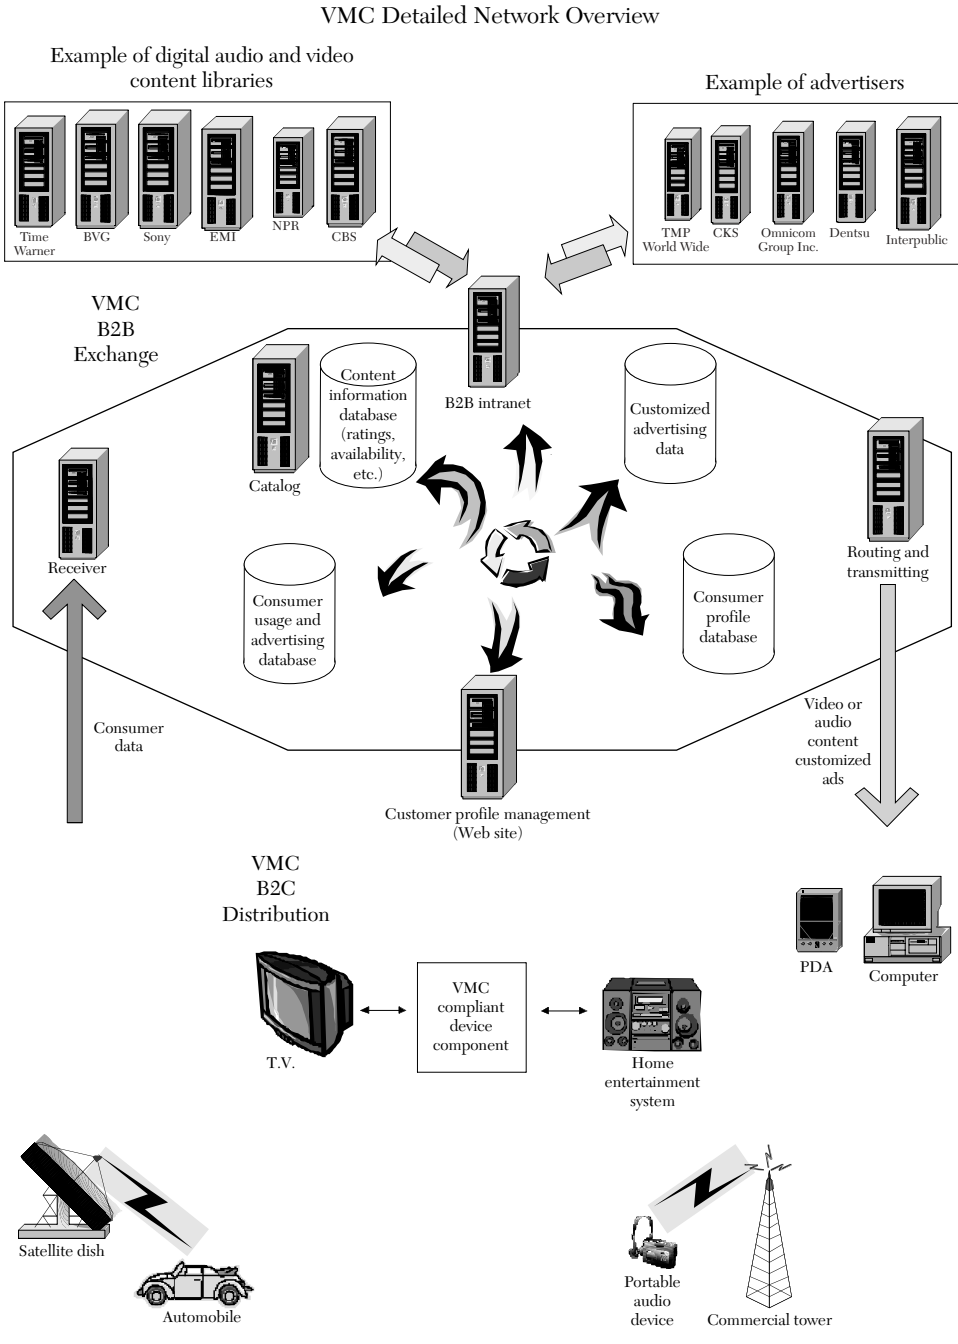 VMC Detailed Network Overview
Example of digital audio and video
content libraries
Example of advertisers
Time
Warner
BVG
Sony
EMI
NPR
CBS
TMP
World Wide
CKS
Omnicom
Group Inc.
Dentsu
Interpublic
VMC
B2B
Exchange
B2B intranet
Catalog
Content
information
database
(ratings,
availability,
etc.)
Customized
advertising
data
Receiver
Routing and
transmitting
Consumer
usage and
advertising
database
Consumer
profile
database
Consumer
data
Video or
audio
content
customized
ads
Customer profile management
(Web site)
VMC
B2C
Distribution
PDA
Computer
T.V.
VMC
compliant
device
component
Home
entertainment
system
Satellite dish
Automobile
Portable
audio
device
Commercial tower